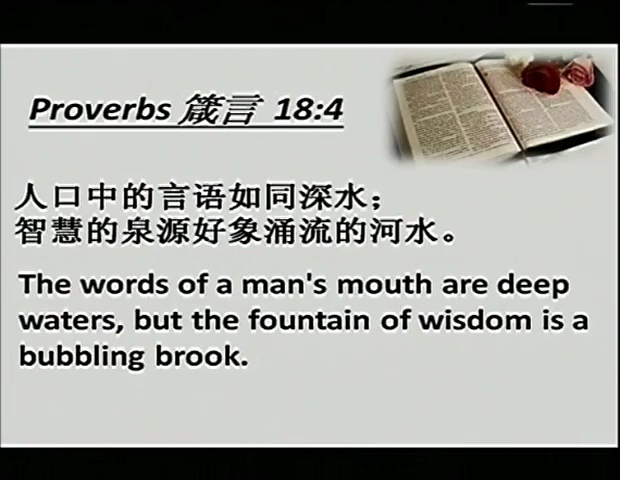 Proverbs 箴言 18:4
人口中的言语如同深水；
智慧的泉源好象涌流的河水。
The words of a man's mouth are deep
waters, but the fountain of wisdom is a
bubbling brook.